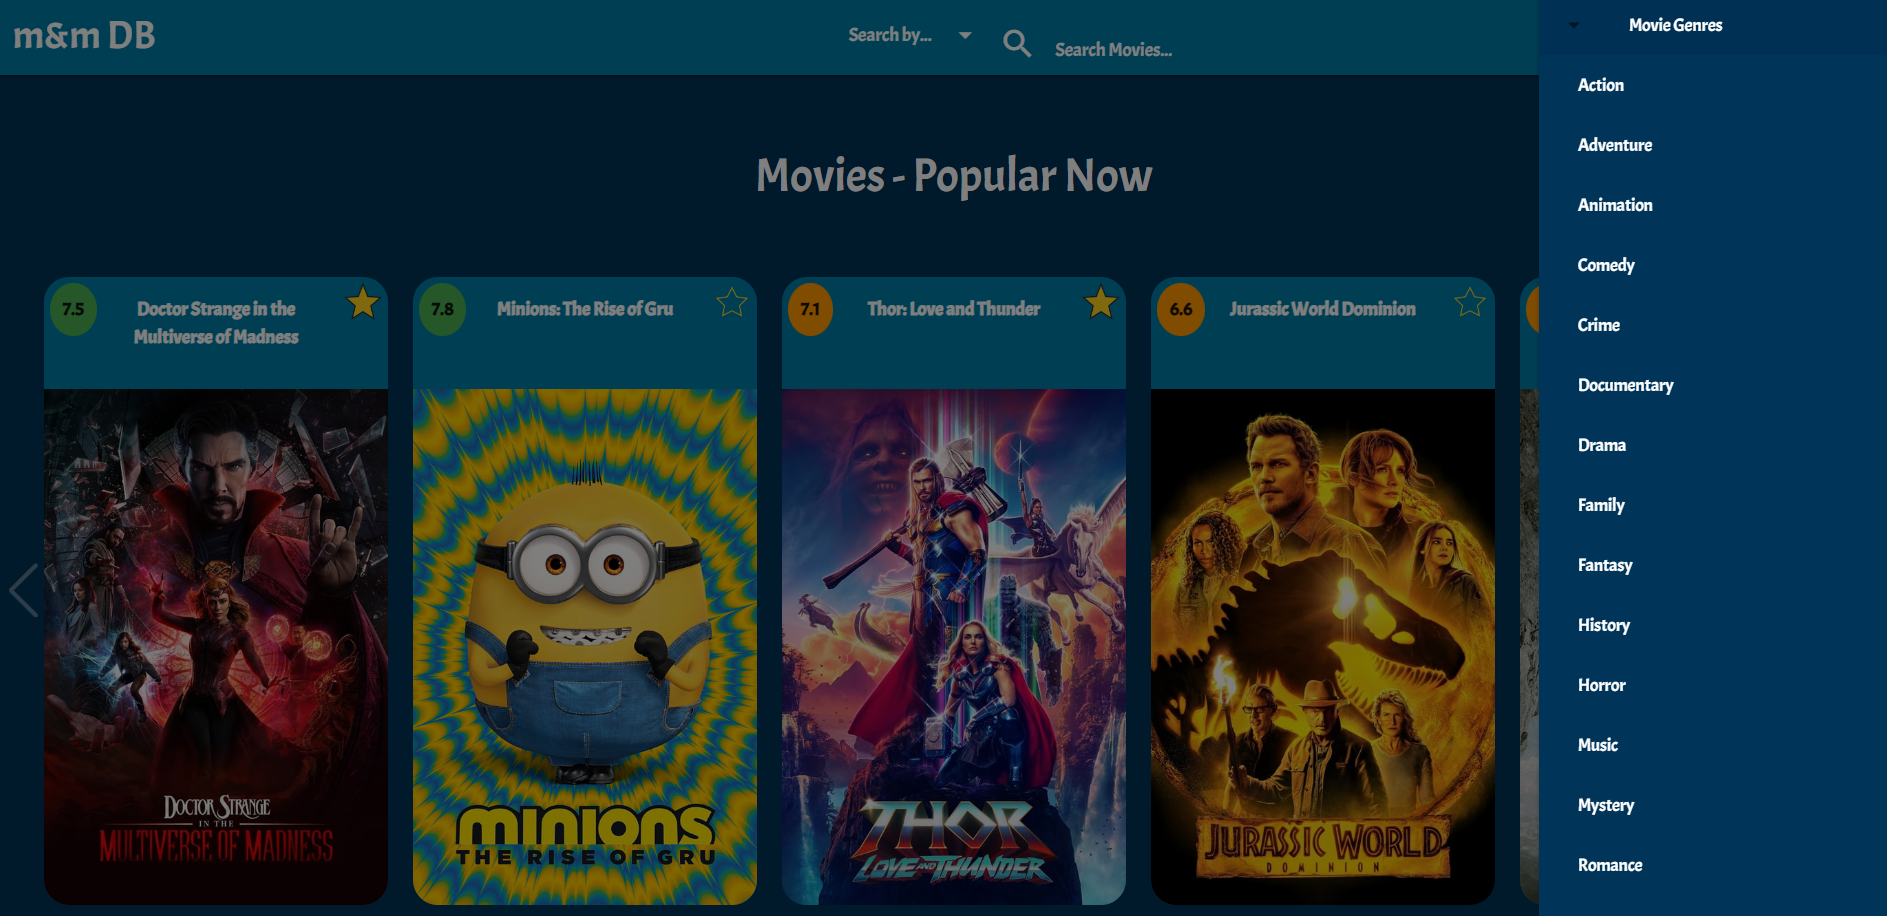 m&m DB
Search by...
Search Movies...
Movies - Popular Now
7.5
Doctor Strange in the
Multiverse of Madness
7.8
Minions: The Rise of Gru
7.1
Thor: Love and Thunder
6.6
Jurassic World Dominion
DOCTOR STRANGE
IN THE
MULTIVERSE OF MADNESS
minions
THE RISE OF GRU
THOR
LOVE AND THUNDER
JURASSIC WORLD
DOMINION
Movie Genres
Action
Adventure
Animation
Comedy
Crime
Documentary
Drama
Family
Fantasy
History
Horror
Music
Mystery
Romance